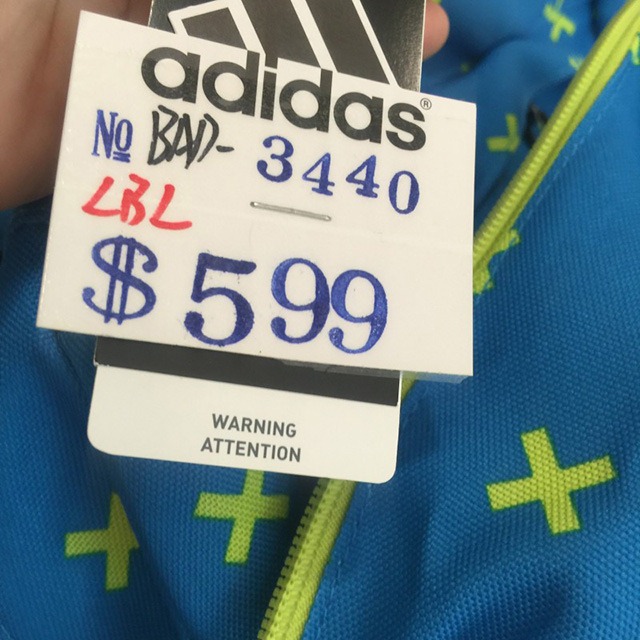 adidas®
No BAD- 3440
LBL
$599
WARNING
ATTENTION